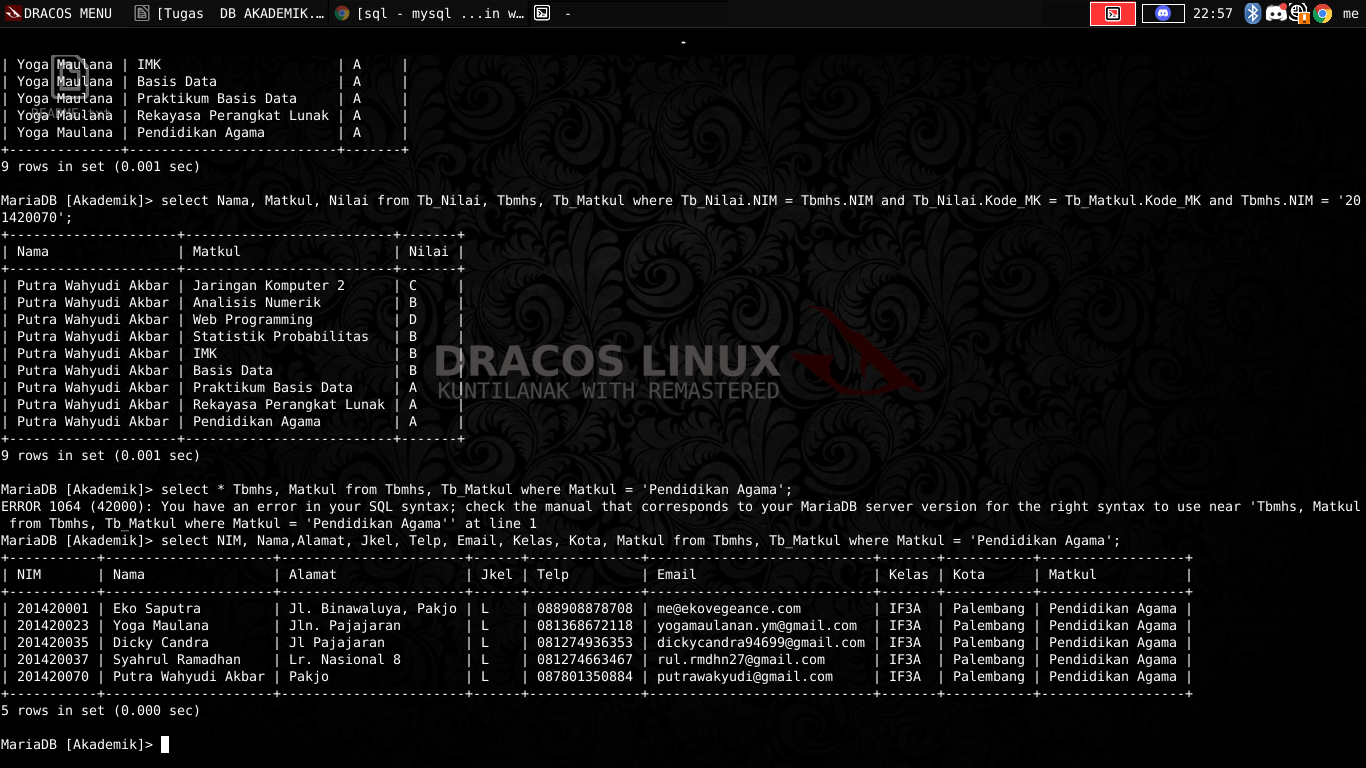 DRACOS MENU [Tugas  DB AKADEMIK.... [sql - mysql ...in w... - 22:57 me
-
| Yoga Maulana | IMK                     | A     |
| Yoga Maulana | Basis Data              | A     |
| Yoga Maulana | Praktikum Basis Data    | A     |
README.txt
| Yoga Maulana | Rekayasa Perangkat Lunak | A     |
| Yoga Maulana | Pendidikan Agama        | A     |
+--------------+--------------------------+-------+
9 rows in set (0.001 sec)
MariaDB [Akademik]> select Nama, Matkul, Nilai from Tb_Nilai, Tbmhs, Tb_Matkul where Tb_Nilai.NIM = Tbmhs.NIM and Tb_Nilai.Kode_MK = Tb_Matkul.Kode_MK and Tbmhs.NIM = '20
1420070';
+---------------------+--------------------------+-------+
| Nama                | Matkul                   | Nilai |
+---------------------+--------------------------+-------+
| Putra Wahyudi Akbar | Jaringan Komputer 2      | C     |
| Putra Wahyudi Akbar | Analisis Numerik         | B     |
| Putra Wahyudi Akbar | Web Programming          | D     |
| Putra Wahyudi Akbar | Statistik Probabilitas   | B     |
| Putra Wahyudi Akbar | IMK                      | B     |
| Putra Wahyudi Akbar | Basis Data               | B     |
| Putra Wahyudi Akbar | Praktikum Basis Data     | A     |
| Putra Wahyudi Akbar | Rekayasa Perangkat Lunak | A     |
| Putra Wahyudi Akbar | Pendidikan Agama         | A     |
+---------------------+--------------------------+-------+
DRACOS LINUX
KUNTILANAK WITH REMASTERED
9 rows in set (0.001 sec)
MariaDB [Akademik]> select * Tbmhs, Matkul from Tbmhs, Tb_Matkul where Matkul = 'Pendidikan Agama';
ERROR 1064 (42000): You have an error in your SQL syntax; check the manual that corresponds to your MariaDB server version for the right syntax to use near 'Tbmhs, Matkul
 from Tbmhs, Tb_Matkul where Matkul = 'Pendidikan Agama'' at line 1
MariaDB [Akademik]> select NIM, Nama,Alamat, Jkel, Telp, Email, Kelas, Kota, Matkul from Tbmhs, Tb_Matkul where Matkul = 'Pendidikan Agama';
+-----------+---------------------+-----------------------+------+--------------+----------------------------+-------+-----------+------------------+
| NIM       | Nama                | Alamat                | Jkel | Telp         | Email                      | Kelas | Kota      | Matkul           |
+-----------+---------------------+-----------------------+------+--------------+----------------------------+-------+-----------+------------------+
| 201420001 | Eko Saputra         | Jl. Binawaluya, Pakjo | L    | 088908878708 | me@ekovegeance.com         | IF3A  | Palembang | Pendidikan Agama |
| 201420023 | Yoga Maulana        | Jln. Pajajaran        | L    | 081368672118 | yogamaulanan.ym@gmail.com  | IF3A  | Palembang | Pendidikan Agama |
| 201420035 | Dicky Candra        | Jl Pajajaran          | L    | 081274936353 | dickycandra94699@gmail.com | IF3A  | Palembang | Pendidikan Agama |
| 201420037 | Syahrul Ramadhan    | Lr. Nasional 8        | L    | 081274663467 | rul.rmdhn27@gmail.com      | IF3A  | Palembang | Pendidikan Agama |
| 201420070 | Putra Wahyudi Akbar | Pakjo                 | L    | 087801350884 | putrawakyudi@gmail.com     | IF3A  | Palembang | Pendidikan Agama |
+-----------+---------------------+-----------------------+------+--------------+----------------------------+-------+-----------+------------------+
5 rows in set (0.000 sec)
MariaDB [Akademik]>